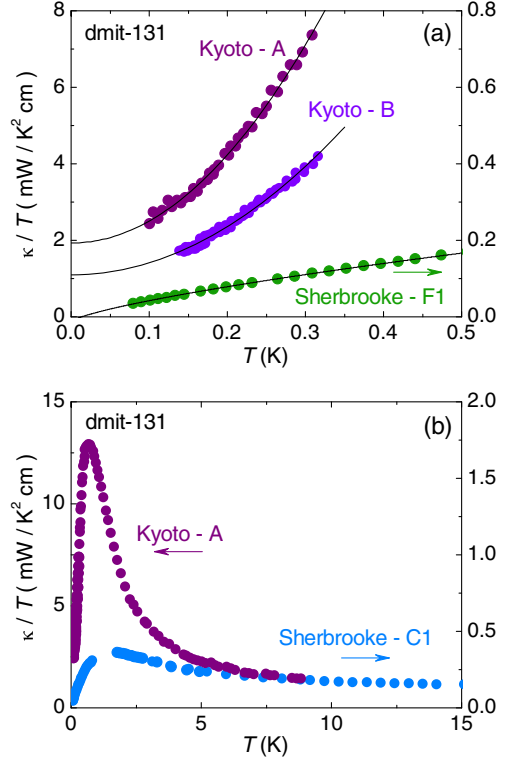 dmit-131
(a)
Kyoto - A
Kyoto - B
Sherbrooke - F1
κ / T ( mW / K² cm )
8
6
4
2
0
0.8
0.6
0.4
0.2
0.0
0.0 0.1 0.2 0.3 0.4 0.5
T (K)
dmit-131
(b)
Kyoto - A
Sherbrooke - C1
κ / T ( mW / K² cm )
15
10
5
0
2.0
1.5
1.0
0.5
0.0
0 5 10 15
T (K)